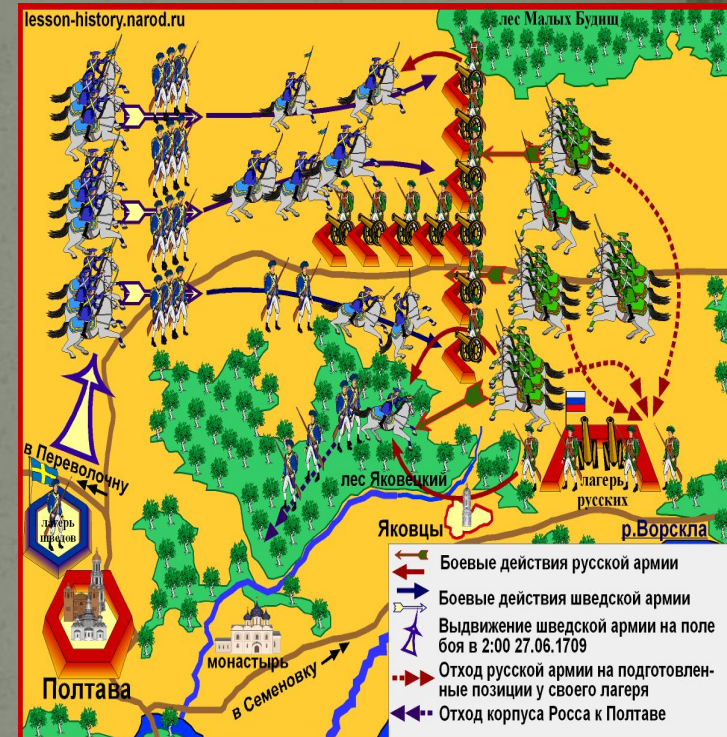 lesson-history.narod.ru
лес Малых Будищ
в Переволочну
лагерь
шведов
лес Яковецкий
лагерь
русских
Яковцы
р.Ворскла
монастырь
в Семеновку
Полтава
Боевые действия русской армии
Боевые действия шведской армии
Выдвижение шведской армии на поле
боя в 2:00 27.06.1709
Отход русской армии на подготовлен-
ные позиции у своего лагеря
Отход корпуса Росса к Полтаве